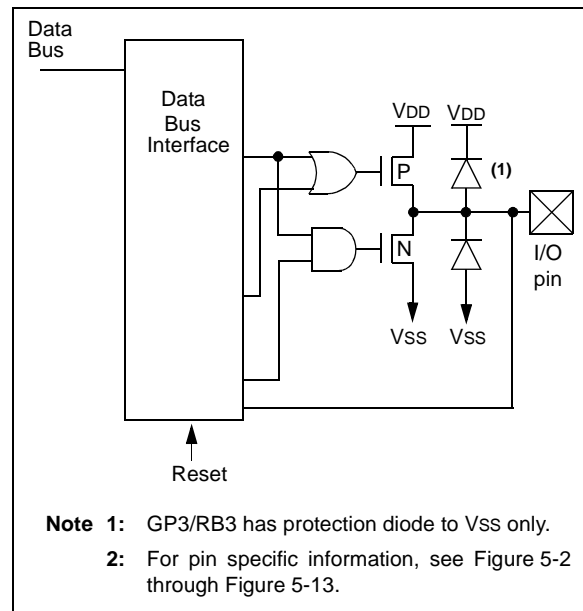 Data
Bus
Data
Bus
Interface
VDD
VDD
P
(1)
N
I/O
pin
VSS
VSS
Reset
Note 1: GP3/RB3 has protection diode to VSS only.
2: For pin specific information, see Figure 5-2
through Figure 5-13.